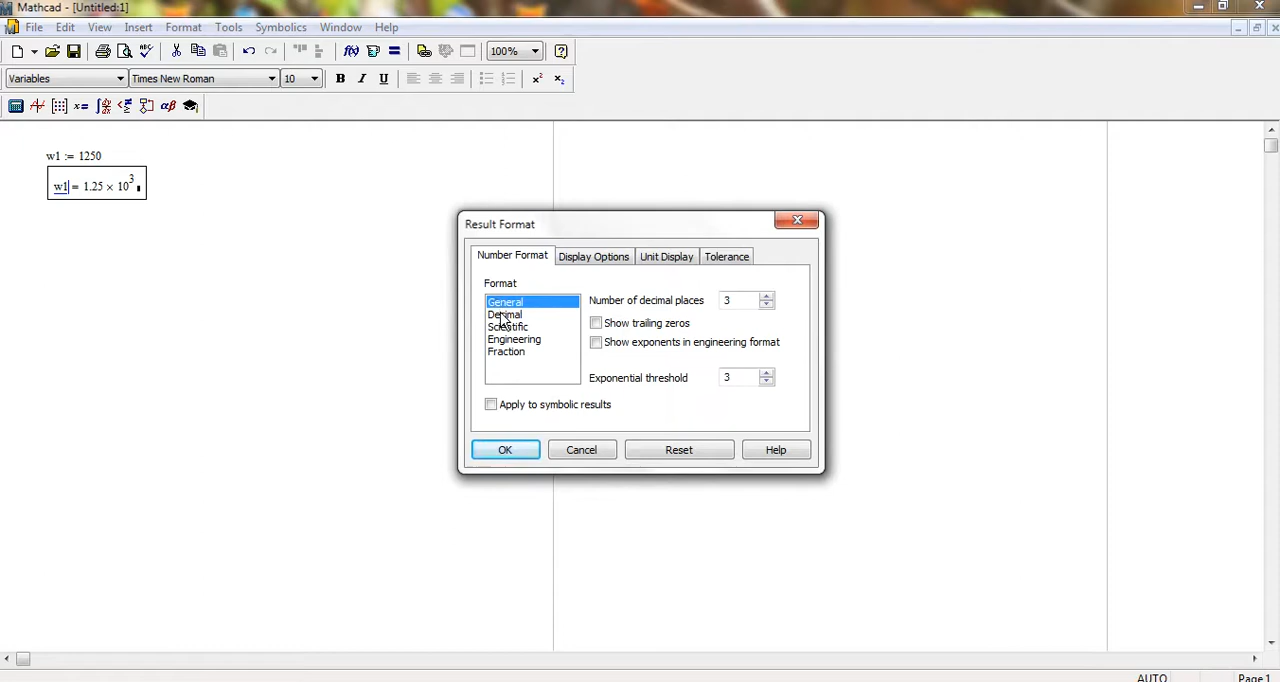 Mathcad - [Untitled:1]
File Edit View Insert Format Tools Symbolics Window Help
100%
Variables Times New Roman 10 B I U
w1 := 1250
w1 = 1.25 × 10³
Result Format
Number Format Display Options Unit Display Tolerance
Format
General
Decimal
Scientific
Engineering
Fraction
Number of decimal places 3
Show trailing zeros
Show exponents in engineering format
Exponential threshold 3
Apply to symbolic results
OK Cancel Reset Help
AUTO Page 1